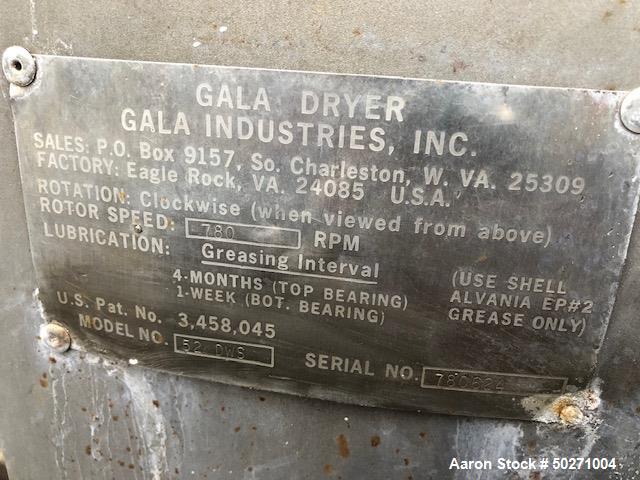 GALA DRYER
GALA INDUSTRIES, INC.
SALES: P.O. Box 9157, So. Charleston, W. VA. 25309
FACTORY: Eagle Rock, VA. 24085 U.S.A.
ROTATION: Clockwise (when viewed from above)
ROTOR SPEED: 780 RPM
LUBRICATION: Greasing Interval
4-MONTHS (TOP BEARING)
1-WEEK (BOT. BEARING)
(USE SHELL
ALVANIA EP#2
GREASE ONLY)
U.S. Pat. No. 3,458,045
MODEL NO. 52 DWS
SERIAL NO. 780624
Aaron Stock # 50271004